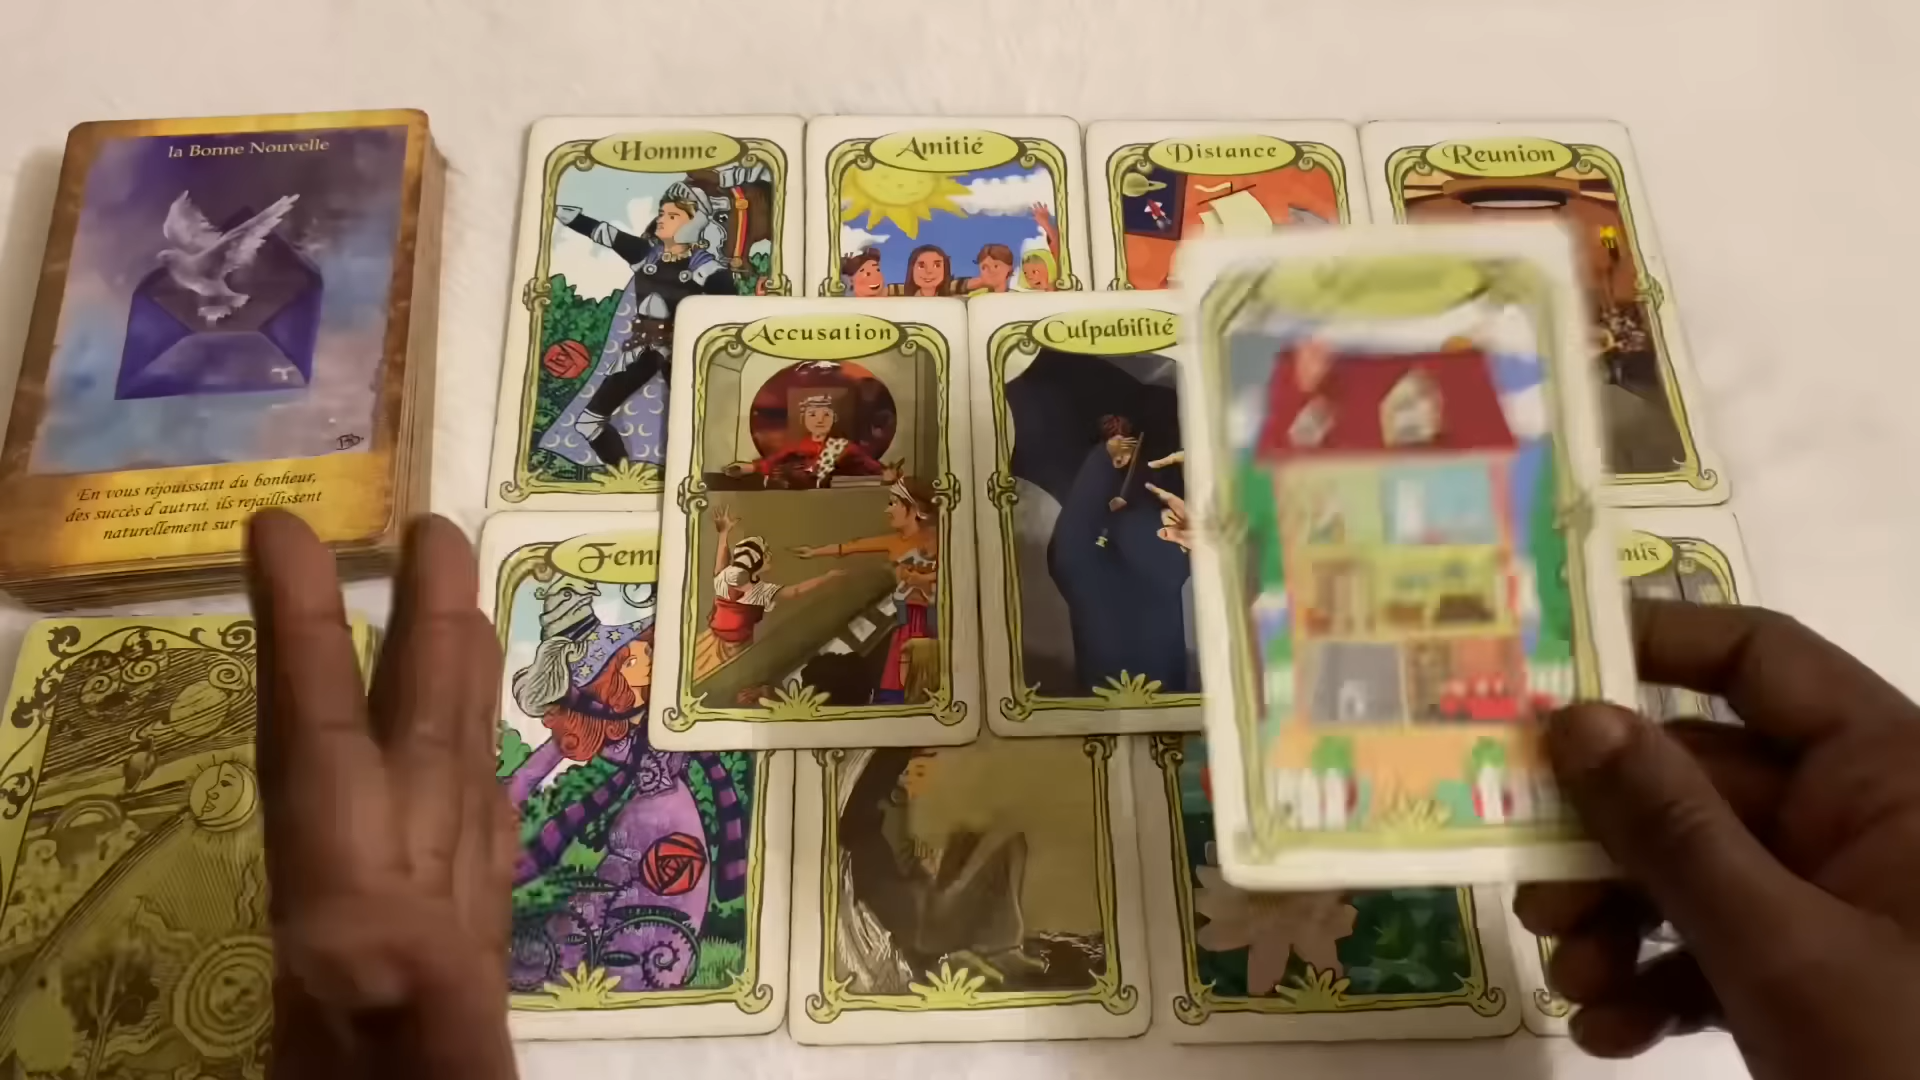 la Bonne Nouvelle
En vous réjouissant du bonheur,
des succès d'autrui, ils rejaillissent
naturellement sur
Homme
Amitié
Distance
Reunion
Accusation
Culpabilité